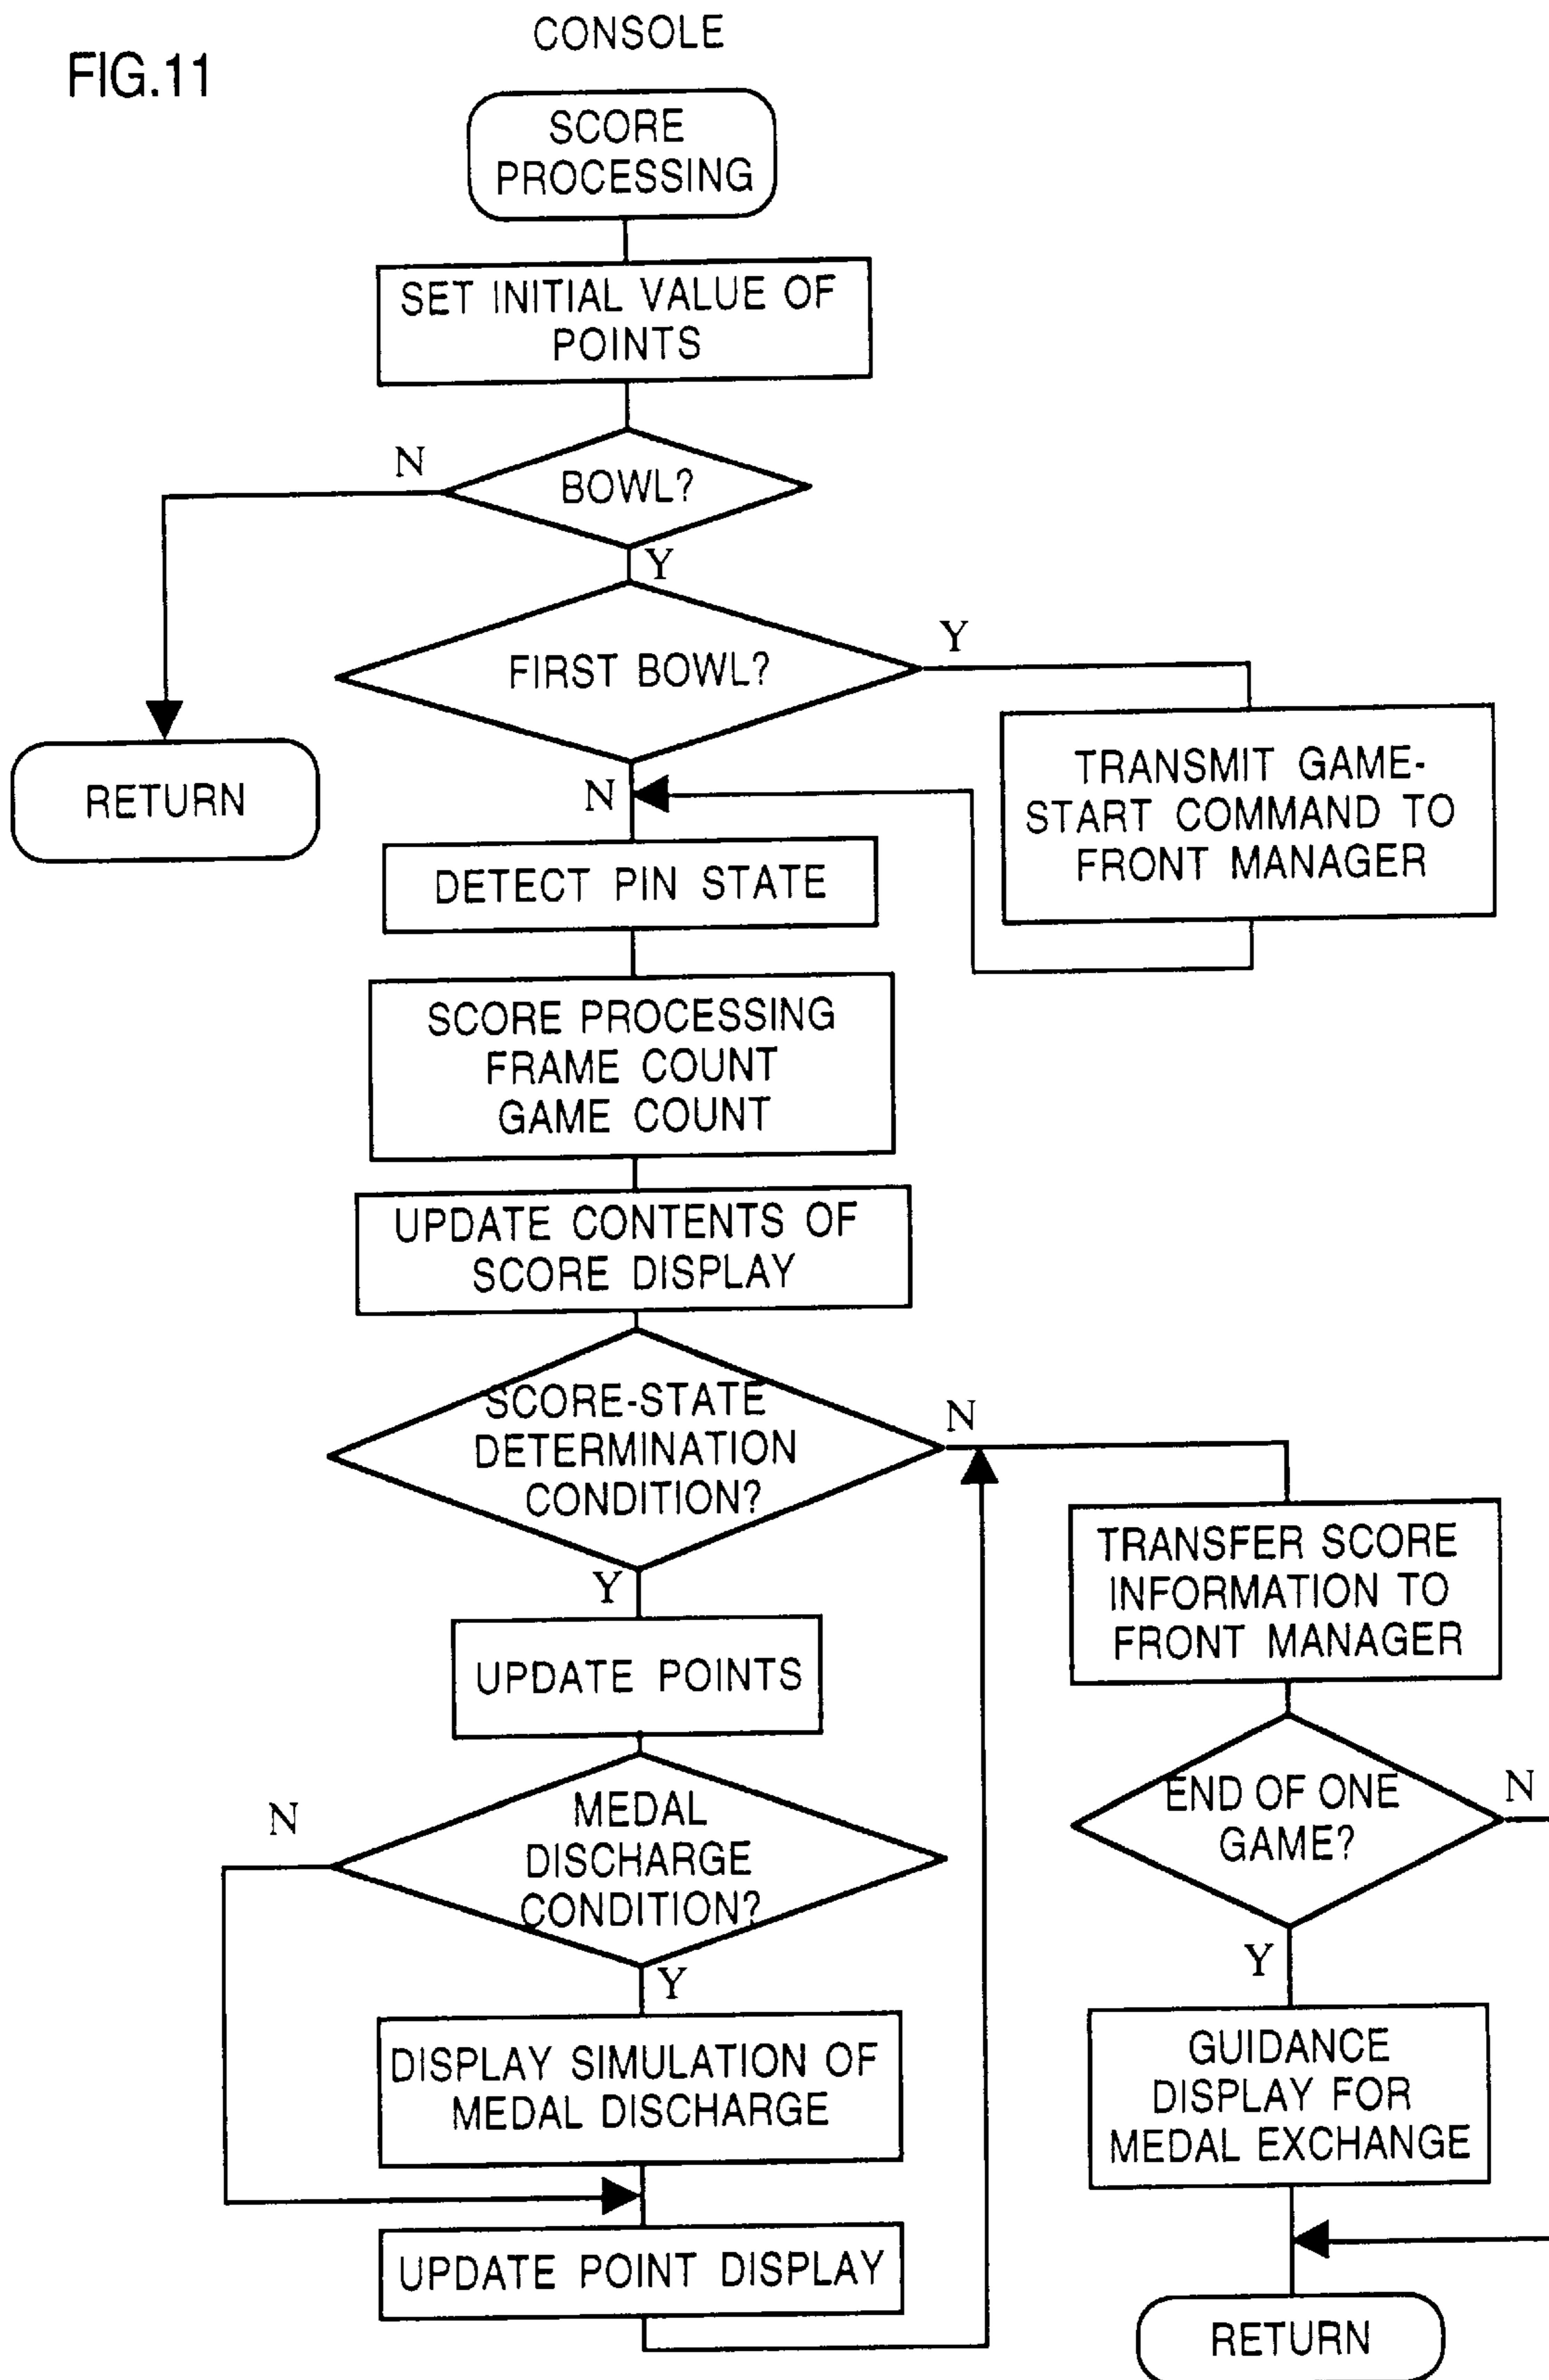 FIG.11
CONSOLE
SCORE
PROCESSING
SET INITIAL VALUE OF
POINTS
N
BOWL?
Y
FIRST BOWL?
Y
N
RETURN
TRANSMIT GAME-
START COMMAND TO
FRONT MANAGER
DETECT PIN STATE
SCORE PROCESSING
FRAME COUNT
GAME COUNT
UPDATE CONTENTS OF
SCORE DISPLAY
SCORE-STATE
DETERMINATION
CONDITION?
N
Y
UPDATE POINTS
N
MEDAL
DISCHARGE
CONDITION?
Y
DISPLAY SIMULATION OF
MEDAL DISCHARGE
UPDATE POINT DISPLAY
TRANSFER SCORE
INFORMATION TO
FRONT MANAGER
END OF ONE
GAME?
N
Y
GUIDANCE
DISPLAY FOR
MEDAL EXCHANGE
RETURN